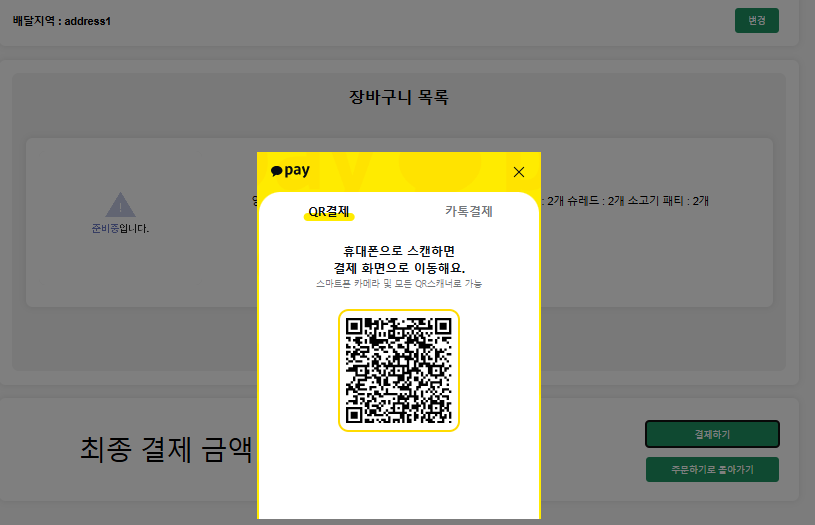 배달지역 : address1
변경
장바구니 목록
pay
QR결제
카톡결제
: 2개 슈레드 : 2개 소고기 패티 : 2개
준비중입니다.
휴대폰으로 스캔하면
결제 화면으로 이동해요.
스마트폰 카메라 및 모든 QR스캐너로 가능
최종 결제 금액
결제하기
주문하기로 돌아가기